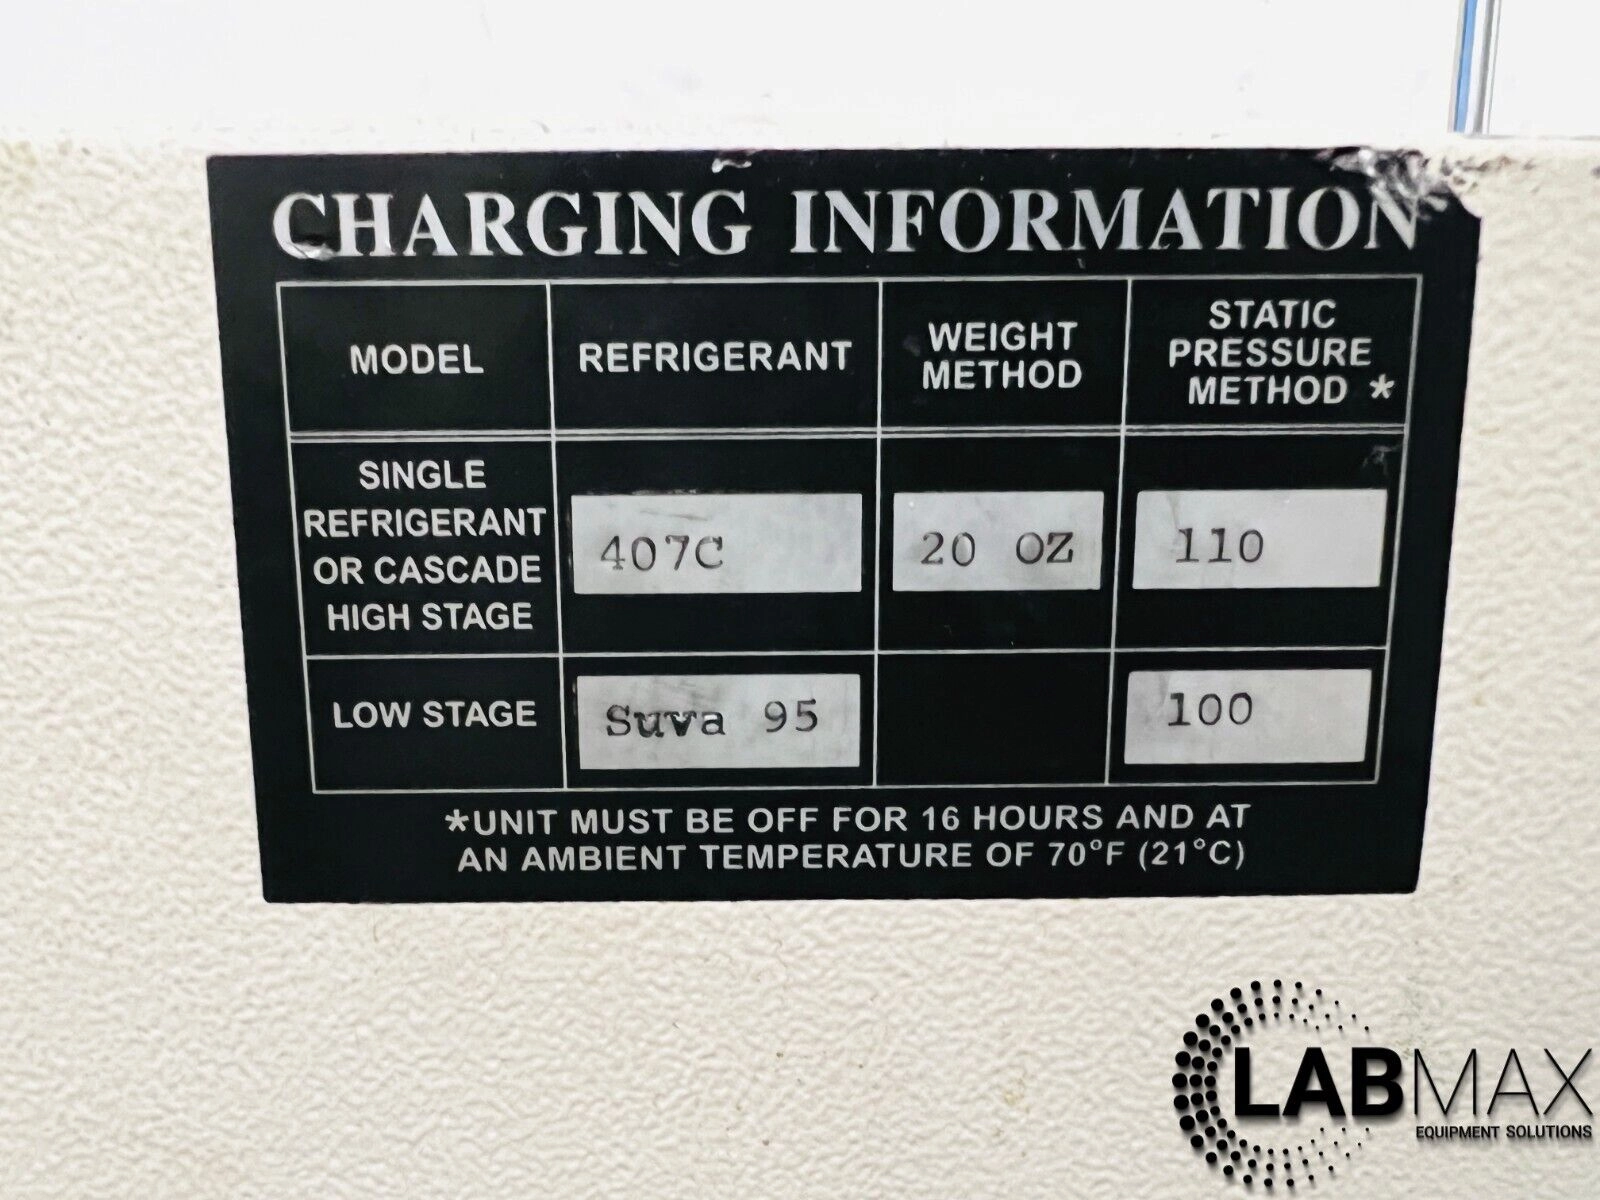 CHARGING INFORMATION
MODEL
REFRIGERANT
WEIGHT
METHOD
STATIC
PRESSURE
METHOD *
SINGLE
REFRIGERANT
OR CASCADE
HIGH STAGE
407C
20 OZ
110
LOW STAGE
Suva 95
100
*UNIT MUST BE OFF FOR 16 HOURS AND AT
AN AMBIENT TEMPERATURE OF 70°F (21°C)
LABMAX
EQUIPMENT SOLUTIONS